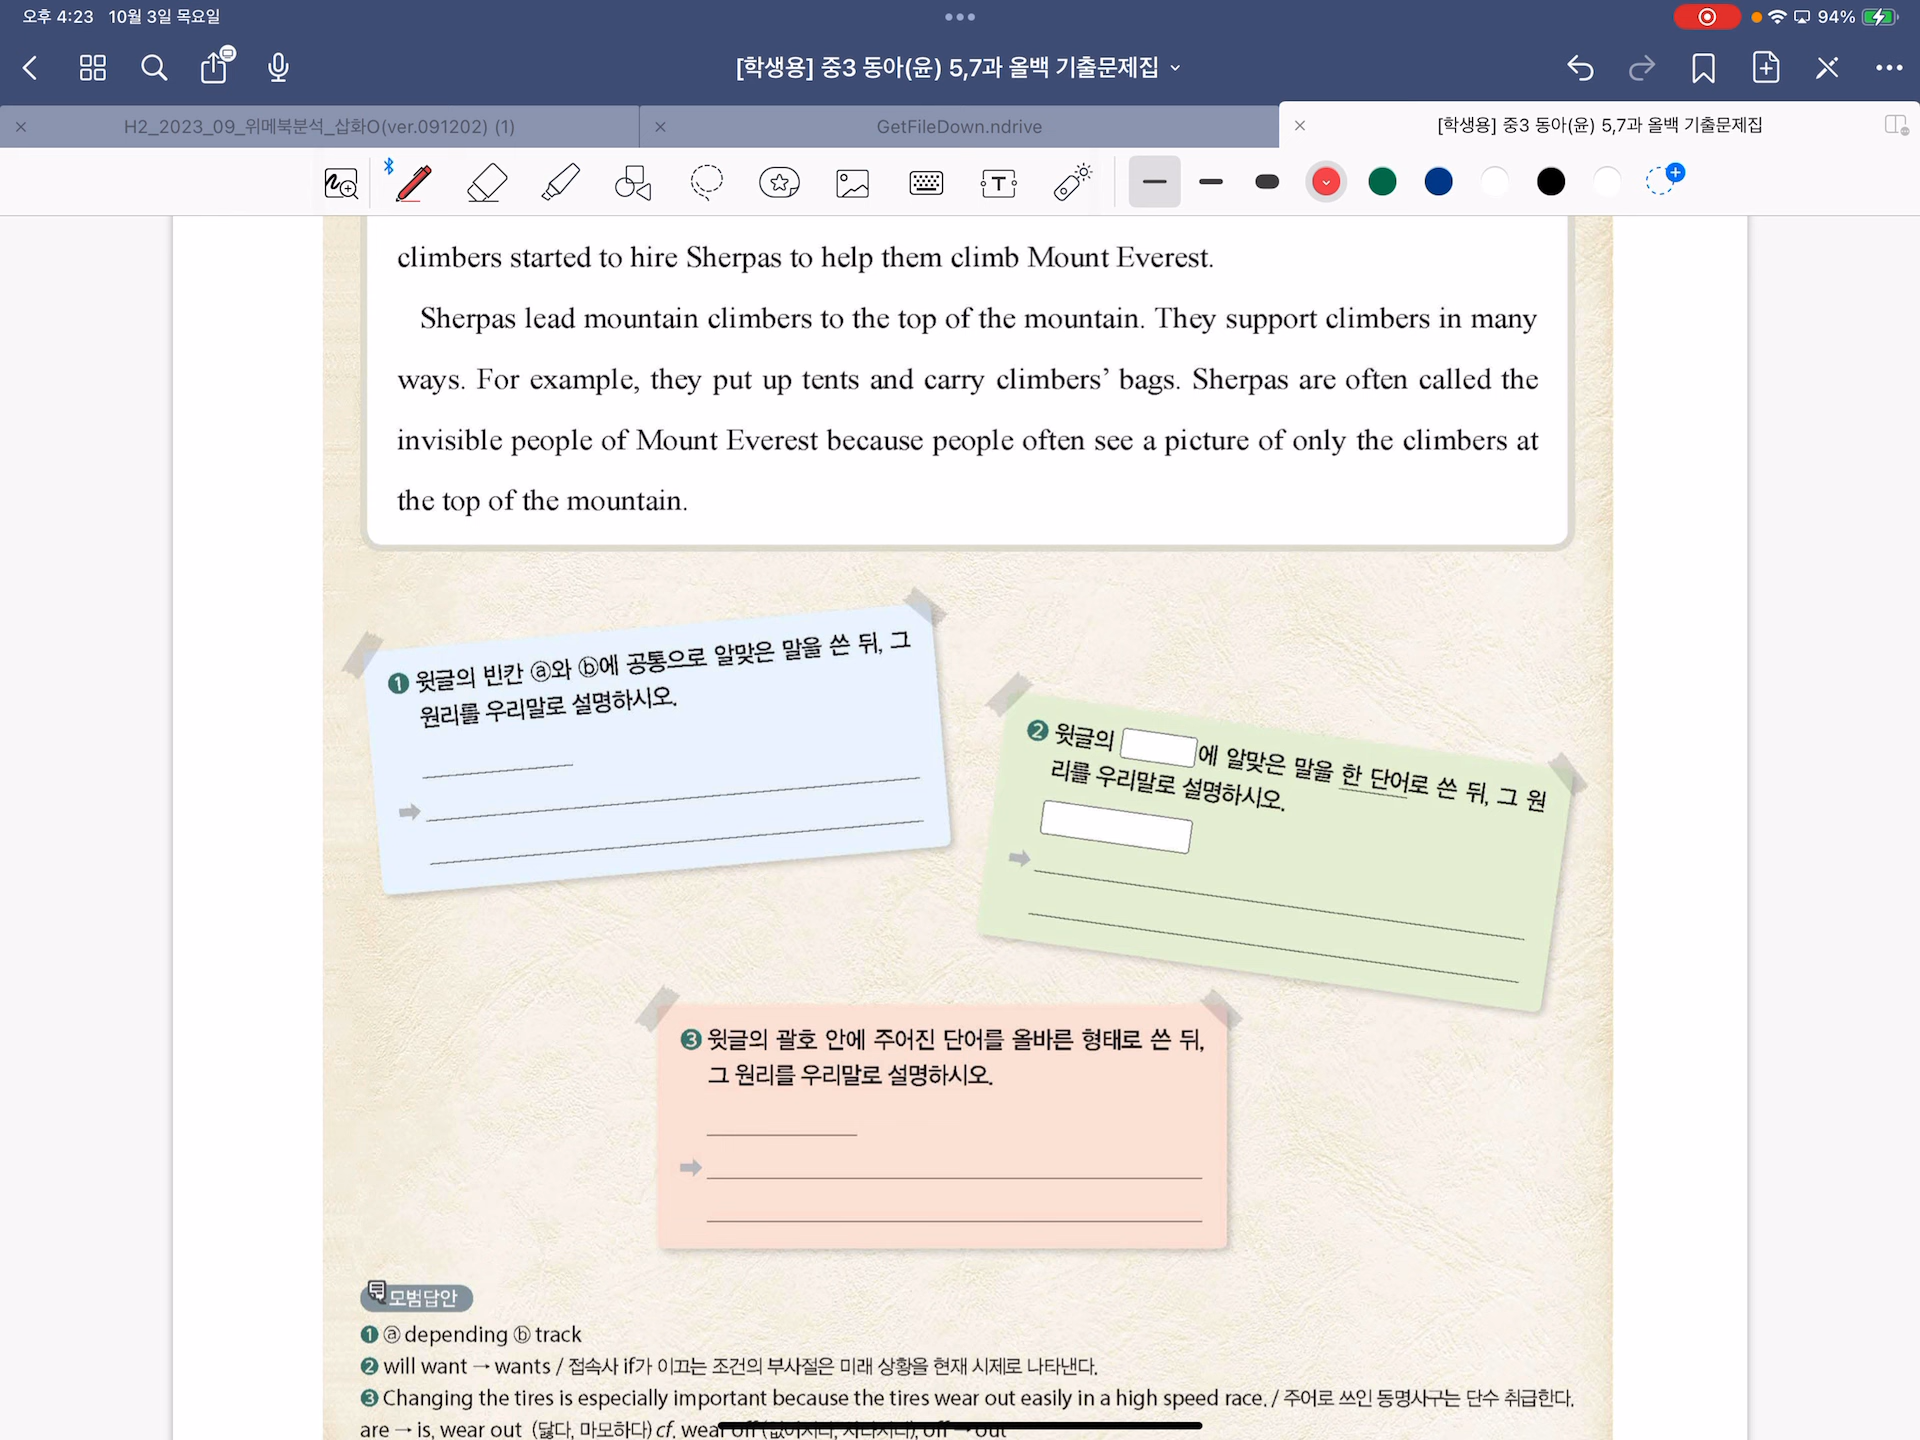 오후 4:23 10월 3일 목요일
94%
[학생용] 중3 동아(윤) 5,7과 올백 기출문제집
H2_2023_09_위메북분석_삽화O(ver.091202) (1)
GetFileDown.ndrive
[학생용] 중3 동아(윤) 5,7과 올백 기출문제집
climbers started to hire Sherpas to help them climb Mount Everest.
Sherpas lead mountain climbers to the top of the mountain. They support climbers in many
ways. For example, they put up tents and carry climbers’ bags. Sherpas are often called the
invisible people of Mount Everest because people often see a picture of only the climbers at
the top of the mountain.
❶ 윗글의 빈칸 ⓐ와 ⓑ에 공통으로 알맞은 말을 쓴 뒤, 그
원리를 우리말로 설명하시오.
❷ 윗글의 에 알맞은 말을 한 단어로 쓴 뒤, 그 원
리를 우리말로 설명하시오.
❸ 윗글의 괄호 안에 주어진 단어를 올바른 형태로 쓴 뒤,
그 원리를 우리말로 설명하시오.
모범답안
❶ ⓐ depending ⓑ track
❷ will want → wants / 접속사 if가 이끄는 조건의 부사절은 미래 상황을 현재 시제로 나타낸다.
❸ Changing the tires is especially important because the tires wear out easily in a high speed race. / 주어로 쓰인 동명사구는 단수 취급한다.
are → is, wear out (닳다, 마모하다) cf. wear off